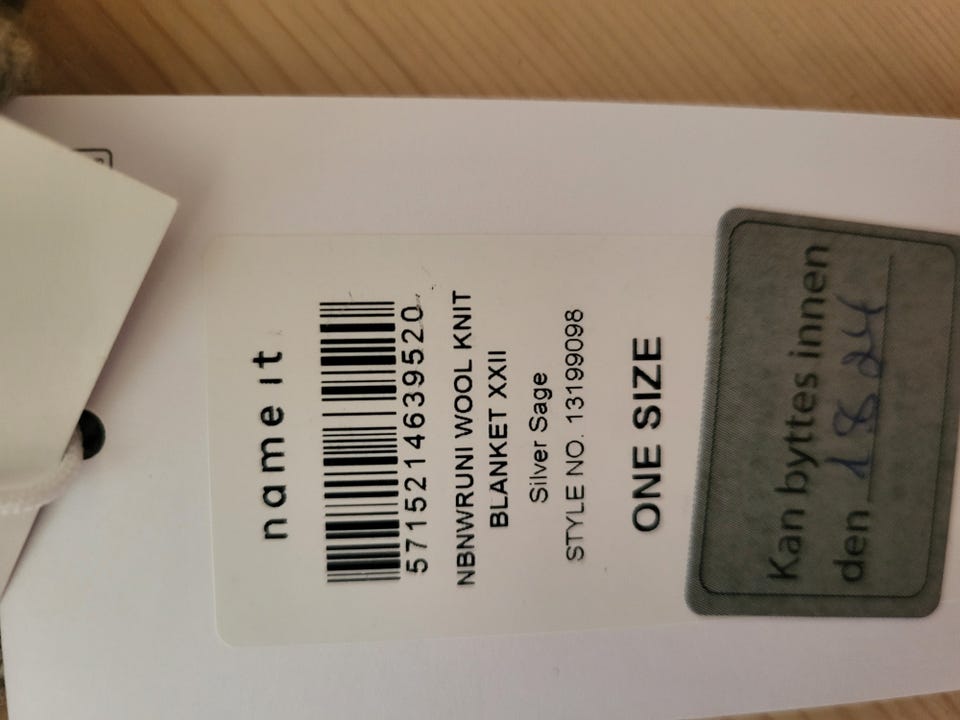 name it
5715214639520
NBNWRUNI WOOL KNIT
BLANKET XXII
Silver Sage
STYLE NO. 13199098
ONE SIZE
Kan byttes innen
den 1 8 24